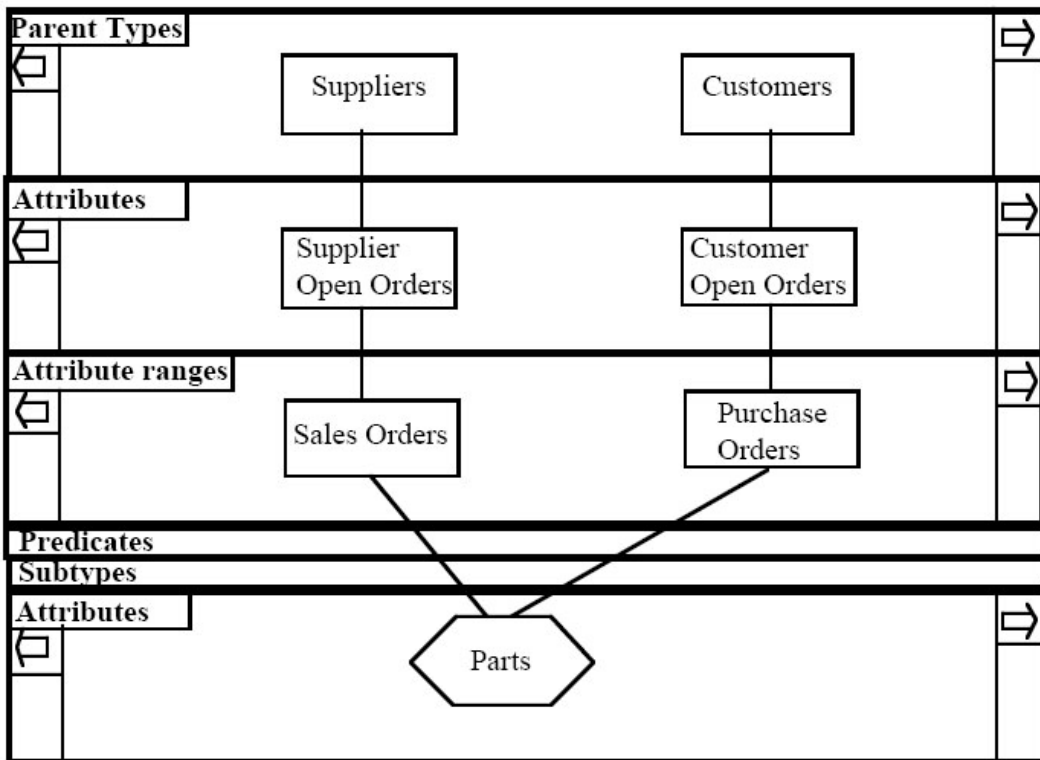 Parent Types
Suppliers
Customers
Attributes
Supplier
Open Orders
Customer
Open Orders
Attribute ranges
Sales Orders
Purchase
Orders
Predicates
Subtypes
Attributes
Parts